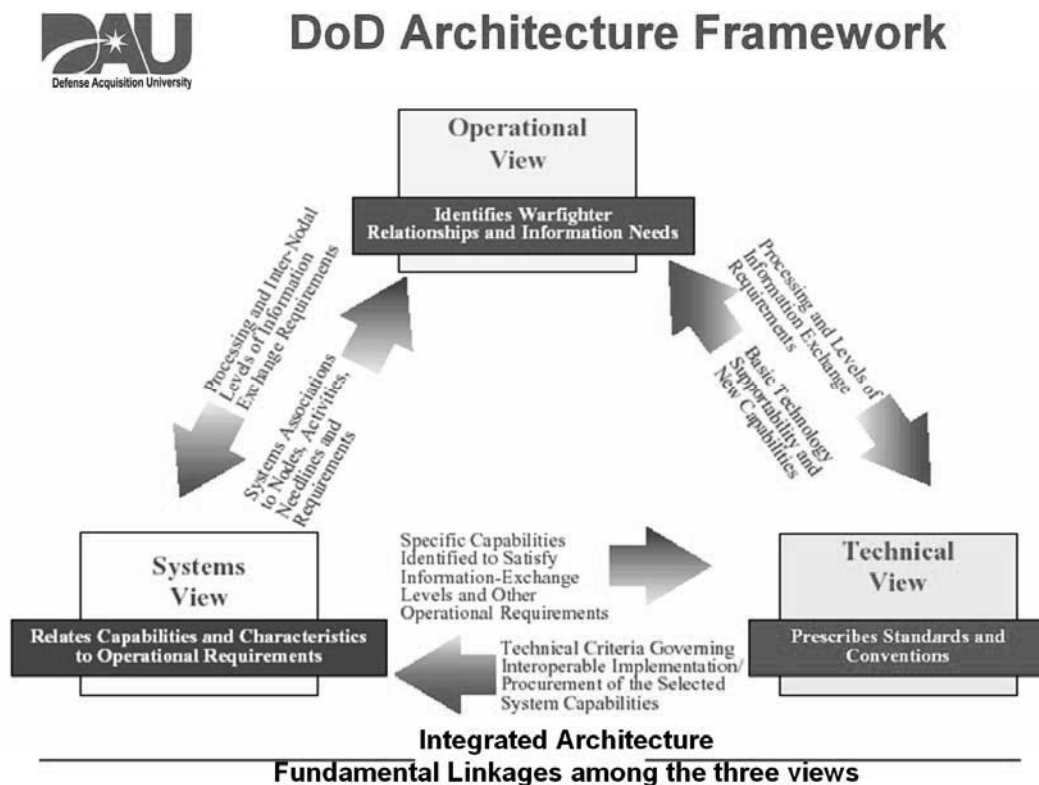 DAU
Defense Acquisition University
DoD Architecture Framework
Operational
View
Identifies Warfighter
Relationships and Information Needs
Processing and Inter-Nodal
Levels of Information
Exchange Requirements
Systems Associations
to Nodes, Activities,
Needlines and
Requirements
Processing and Levels of
Information Exchange
Requirements
Basic Technology
Supportability and
New Capabilities
Systems
View
Relates Capabilities and Characteristics
to Operational Requirements
Specific Capabilities
Identified to Satisfy
Information-Exchange
Levels and Other
Operational Requirements
Technical Criteria Governing
Interoperable Implementation/
Procurement of the Selected
System Capabilities
Technical
View
Prescribes Standards and
Conventions
Integrated Architecture
Fundamental Linkages among the three views